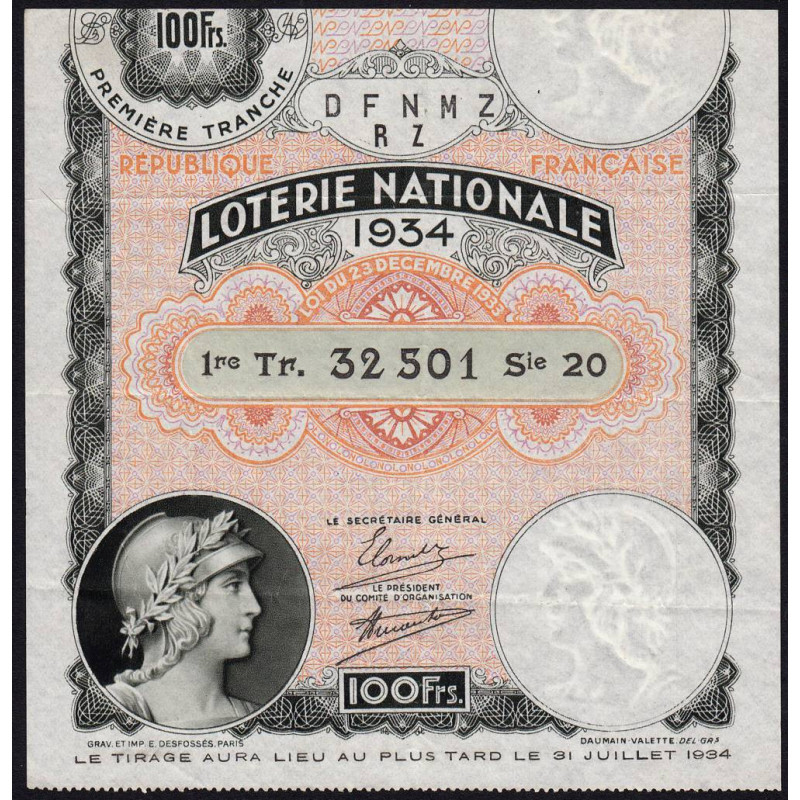 100Frs.
PREMIÈRE TRANCHE
D F N M Z
R Z
RÉPUBLIQUE FRANÇAISE
LOTERIE NATIONALE
1934
LOI DU 23 DECEMBRE 1933
1re Tr. 32 501 Sie 20
LE SECRÉTAIRE GÉNÉRAL
LE PRÉSIDENT
DU COMITE D'ORGANISATION
100Frs.
GRAV. ET IMP. E. DESFOSSÉS. PARIS
DAUMAIN-VALETTE. DEL. GR3
LE TIRAGE AURA LIEU AU PLUS TARD LE 31 JUILLET 1934